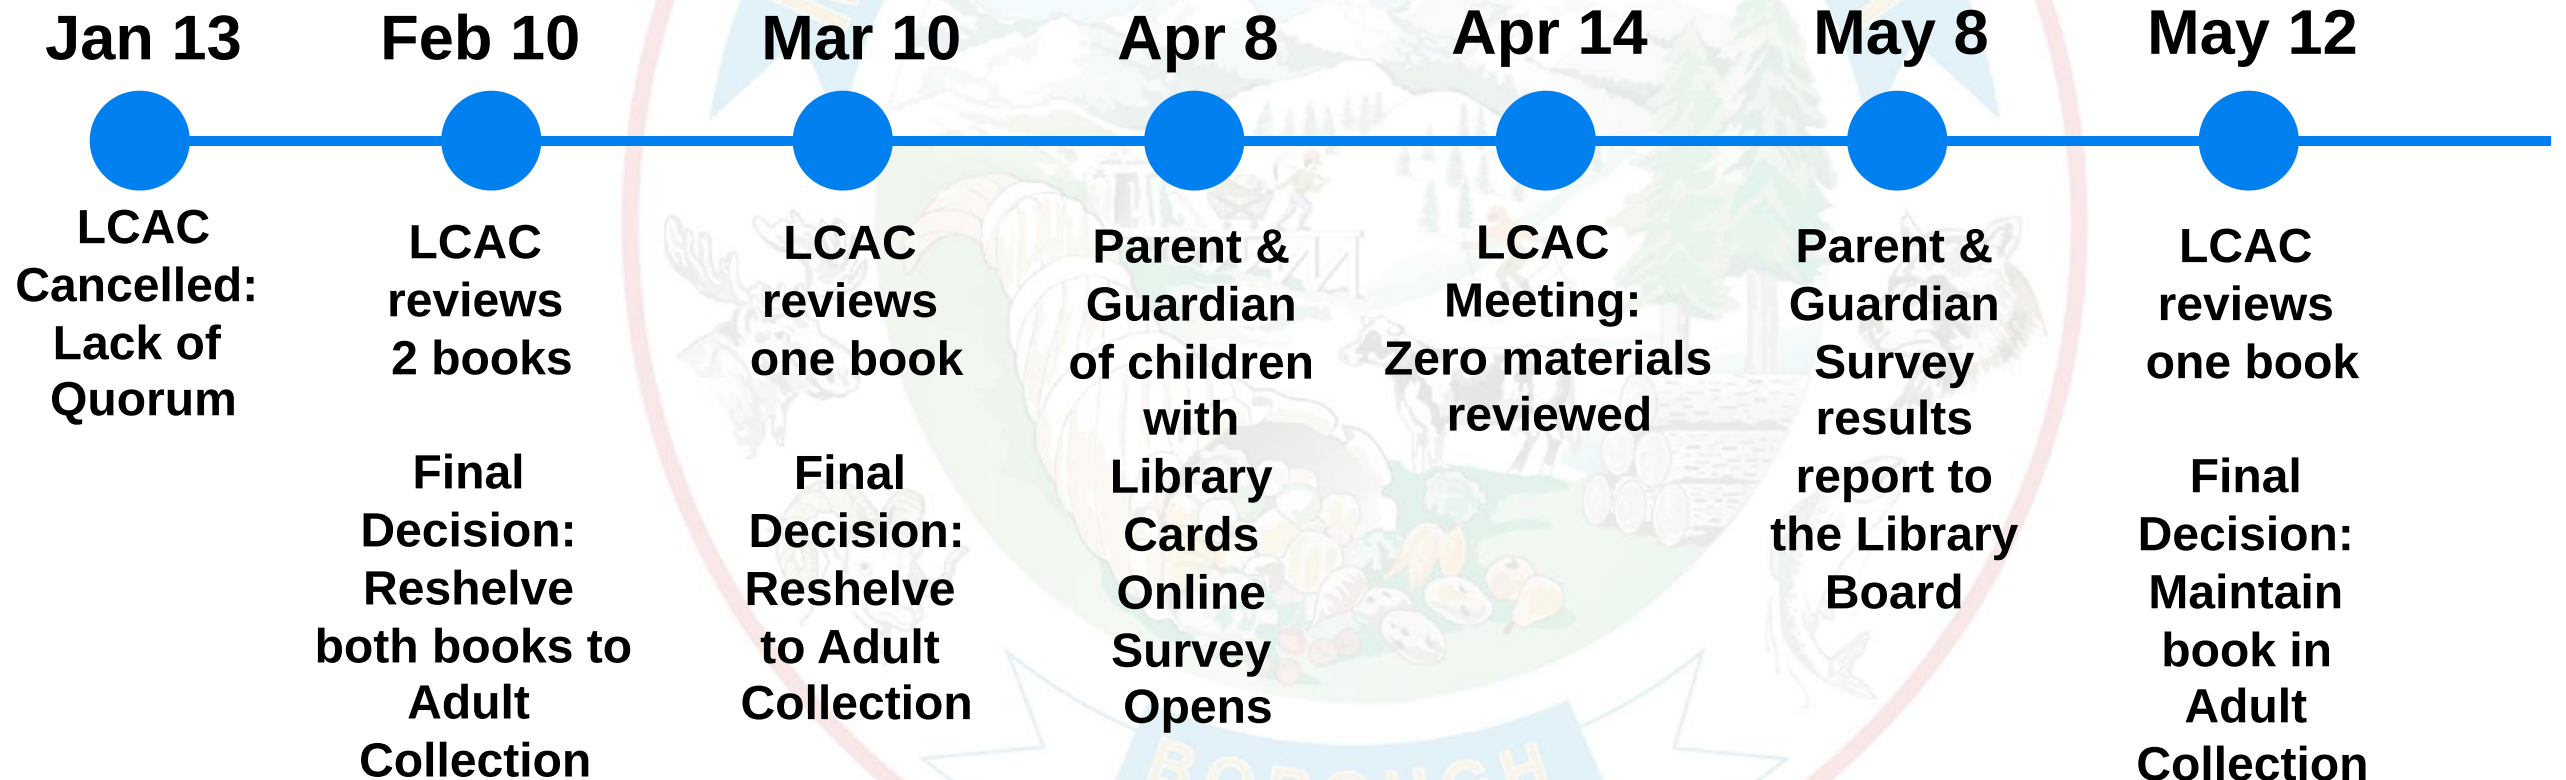 Jan 13
LCAC
Cancelled:
Lack of
Quorum
Feb 10
LCAC
reviews
2 books
Final
Decision:
Reshelve
both books to
Adult
Collection
Mar 10
LCAC
reviews
one book
Final
Decision:
Reshelve
to Adult
Collection
Apr 8
Parent &
Guardian
of children
with
Library
Cards
Online
Survey
Opens
Apr 14
LCAC
Meeting:
Zero materials
reviewed
May 8
Parent &
Guardian
Survey
results
report to
the Library
Board
May 12
LCAC
reviews
one book
Final
Decision:
Maintain
book in
Adult
Collection
BOROUGH